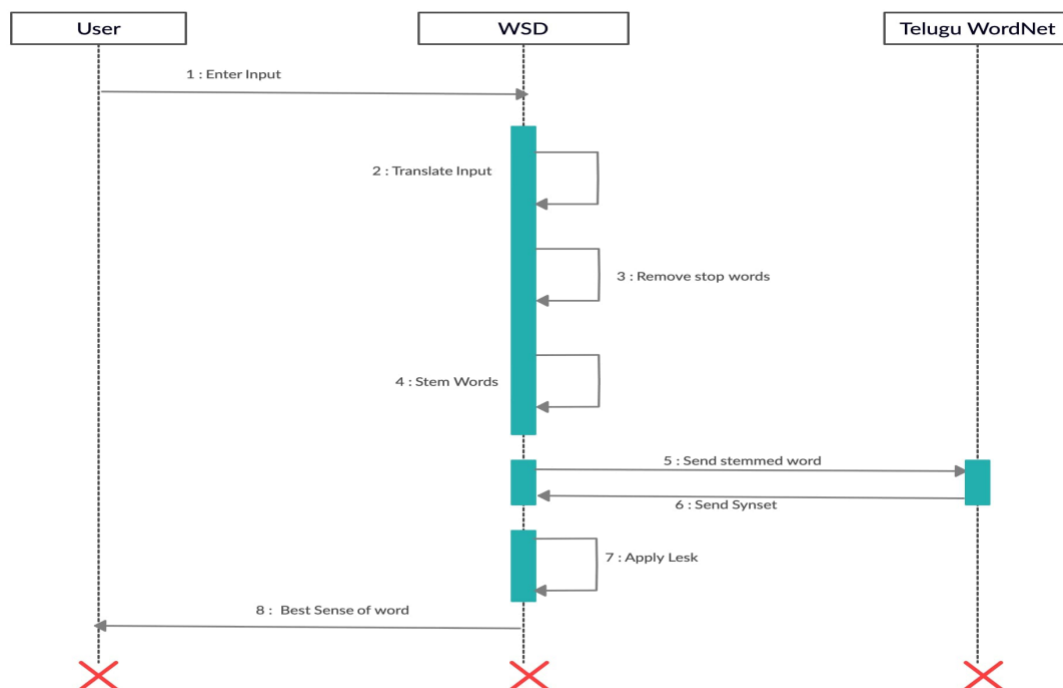 User
WSD
Telugu WordNet
1 : Enter Input
2 : Translate Input
3 : Remove stop words
4 : Stem Words
5 : Send stemmed word
6 : Send Synset
7 : Apply Lesk
8 :  Best Sense of word